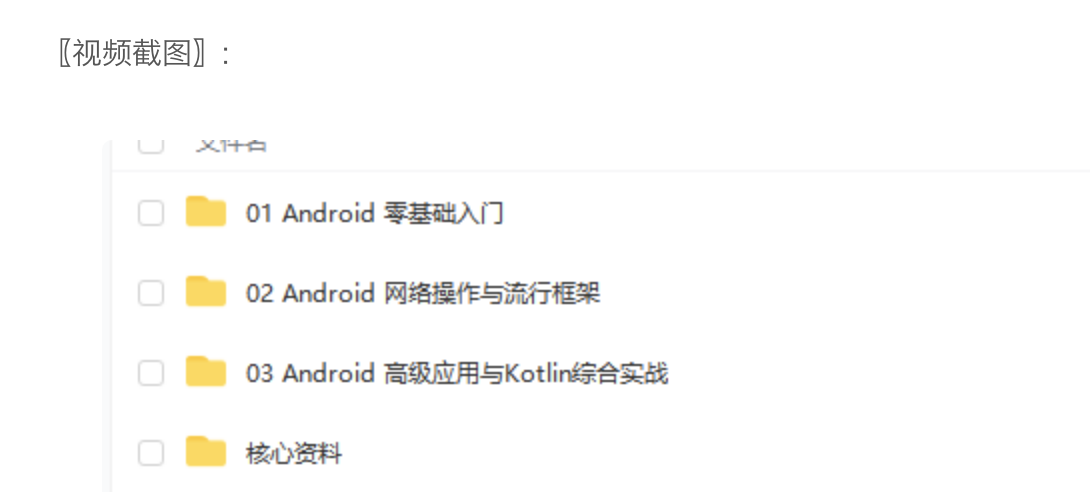 〖视频截图〗:
文件名
01 Android 零基础入门
02 Android 网络操作与流行框架
03 Android 高级应用与Kotlin综合实战
核心资料